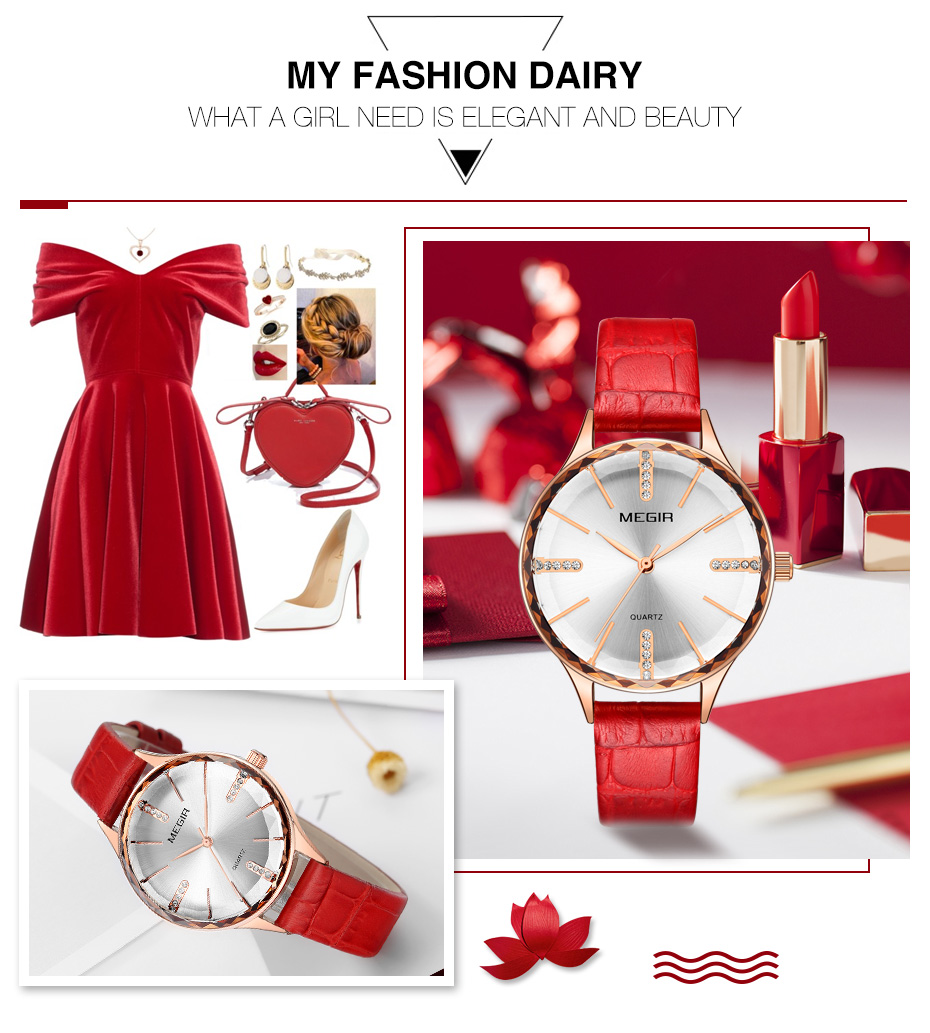 MY FASHION DAIRY
WHAT A GIRL NEED IS ELEGANT AND BEAUTY
MEGIR
QUARTZ
MEGIR
QUARTZ